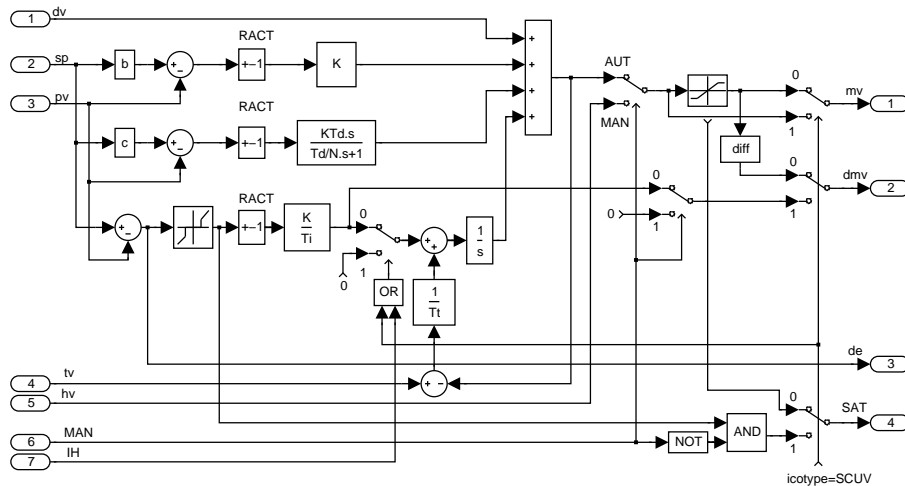 1 dv
2 sp
3 pv
RACT
b
+
−
+−1
K
RACT
c
+
−
+−1
KTd.s
Td/N.s+1
RACT
+
−
+−1
K
Ti
0
1
0
OR
+
+
1
s
1
Tt
+
+
+
+
AUT
MAN
0
1
mv
1
diff
0
1
dmv
2
0
0
1
de
3
4 tv
+
−
5 hv
6 MAN
7 IH
NOT
AND
0
1
SAT
4
icotype=SCUV